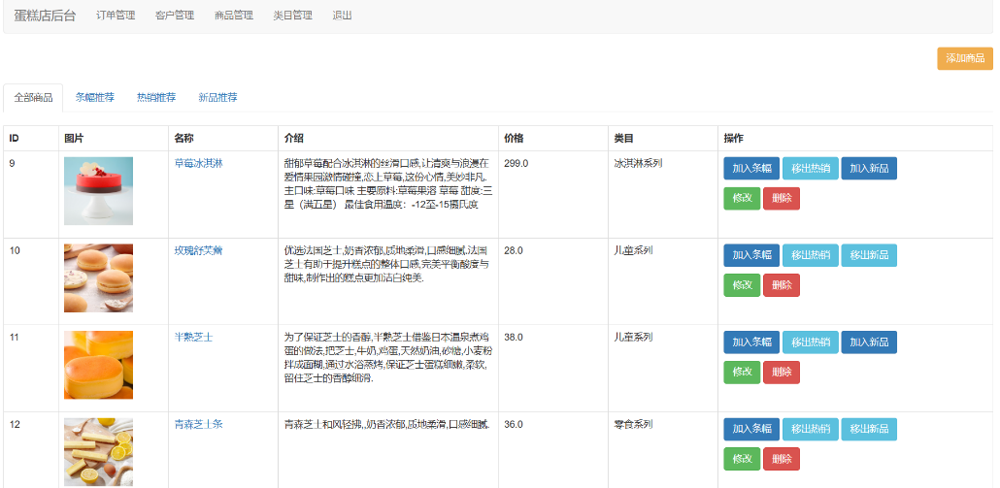 蛋糕店后台 订单管理 客户管理 商品管理 类目管理 退出
添加商品
全部商品 条幅推荐 热销推荐 新品推荐
ID 图片 名称 介绍 价格 类目 操作
9 草莓冰淇淋 甜郁草莓配合冰淇淋的丝滑口感,让清爽与浪漫在 299.0 冰淇淋系列 加入条幅 移出热销 加入新品
爱情果园激情碰撞,恋上草莓,这份心情,美妙非凡.
主口味:草莓口味 主要原料:草莓果溶 草莓 甜度:三
星（满五星） 最佳食用温度：-12至-15摄氏度
修改 删除
10 玫瑰舒芙蕾 优选法国芝士,奶香浓郁,质地柔滑,口感细腻.法国 28.0 儿童系列 加入条幅 移出热销 移出新品
芝士有助于提升糕点的整体口感,完美平衡酸度与
甜味,制作出的糕点更加洁白纯美.
修改 删除
11 半熟芝士 为了保证芝士的香醇,半熟芝士借鉴日本温泉煮鸡 38.0 儿童系列 加入条幅 移出热销 加入新品
蛋的做法,把芝士,牛奶,鸡蛋,天然奶油,砂糖,小麦粉
拌成面糊,通过水浴蒸烤,保证芝士蛋糕细嫩,柔软,
留住芝士的香醇细滑.
修改 删除
12 青森芝士条 青森芝士和风轻拂,,奶香浓郁,质地柔滑,口感细腻. 36.0 零食系列 加入条幅 移出热销 移出新品
修改 删除